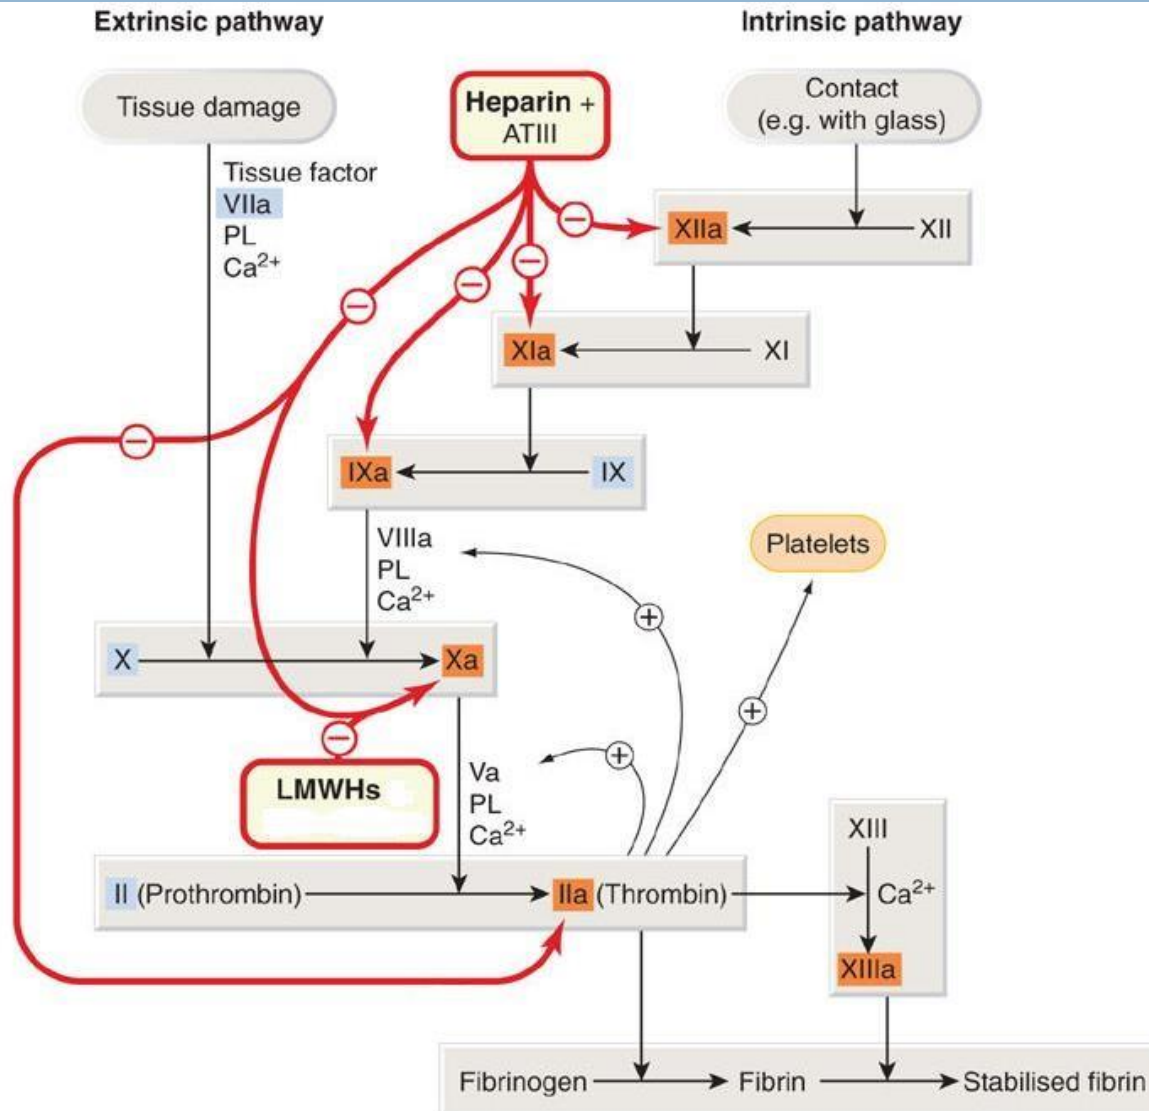 Extrinsic pathway
Intrinsic pathway
Tissue damage
Heparin +
ATIII
Contact
(e.g. with glass)
Tissue factor
VIIa
PL
Ca²⁺
−
XIIa
XII
−
−
−
XIa
XI
−
IXa
IX
VIIIa
PL
Ca²⁺
Platelets
+
X
Xa
+
−
+
LMWHs
Va
PL
Ca²⁺
XIII
Ca²⁺
XIIIa
II (Prothrombin)
IIa (Thrombin)
Fibrinogen
Fibrin
Stabilised fibrin